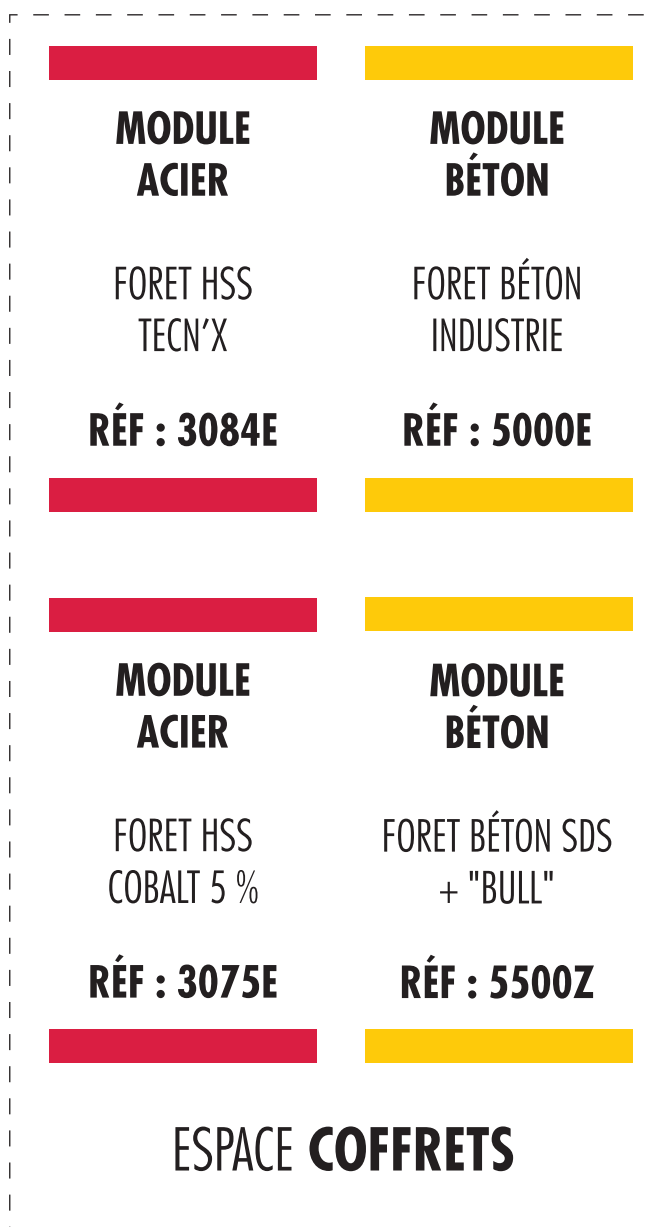 MODULE
ACIER
FORET HSS
TECN'X
RÉF : 3084E
MODULE
BÉTON
FORET BÉTON
INDUSTRIE
RÉF : 5000E
MODULE
ACIER
FORET HSS
COBALT 5 %
RÉF : 3075E
MODULE
BÉTON
FORET BÉTON SDS
+ "BULL"
RÉF : 5500Z
ESPACE COFFRETS